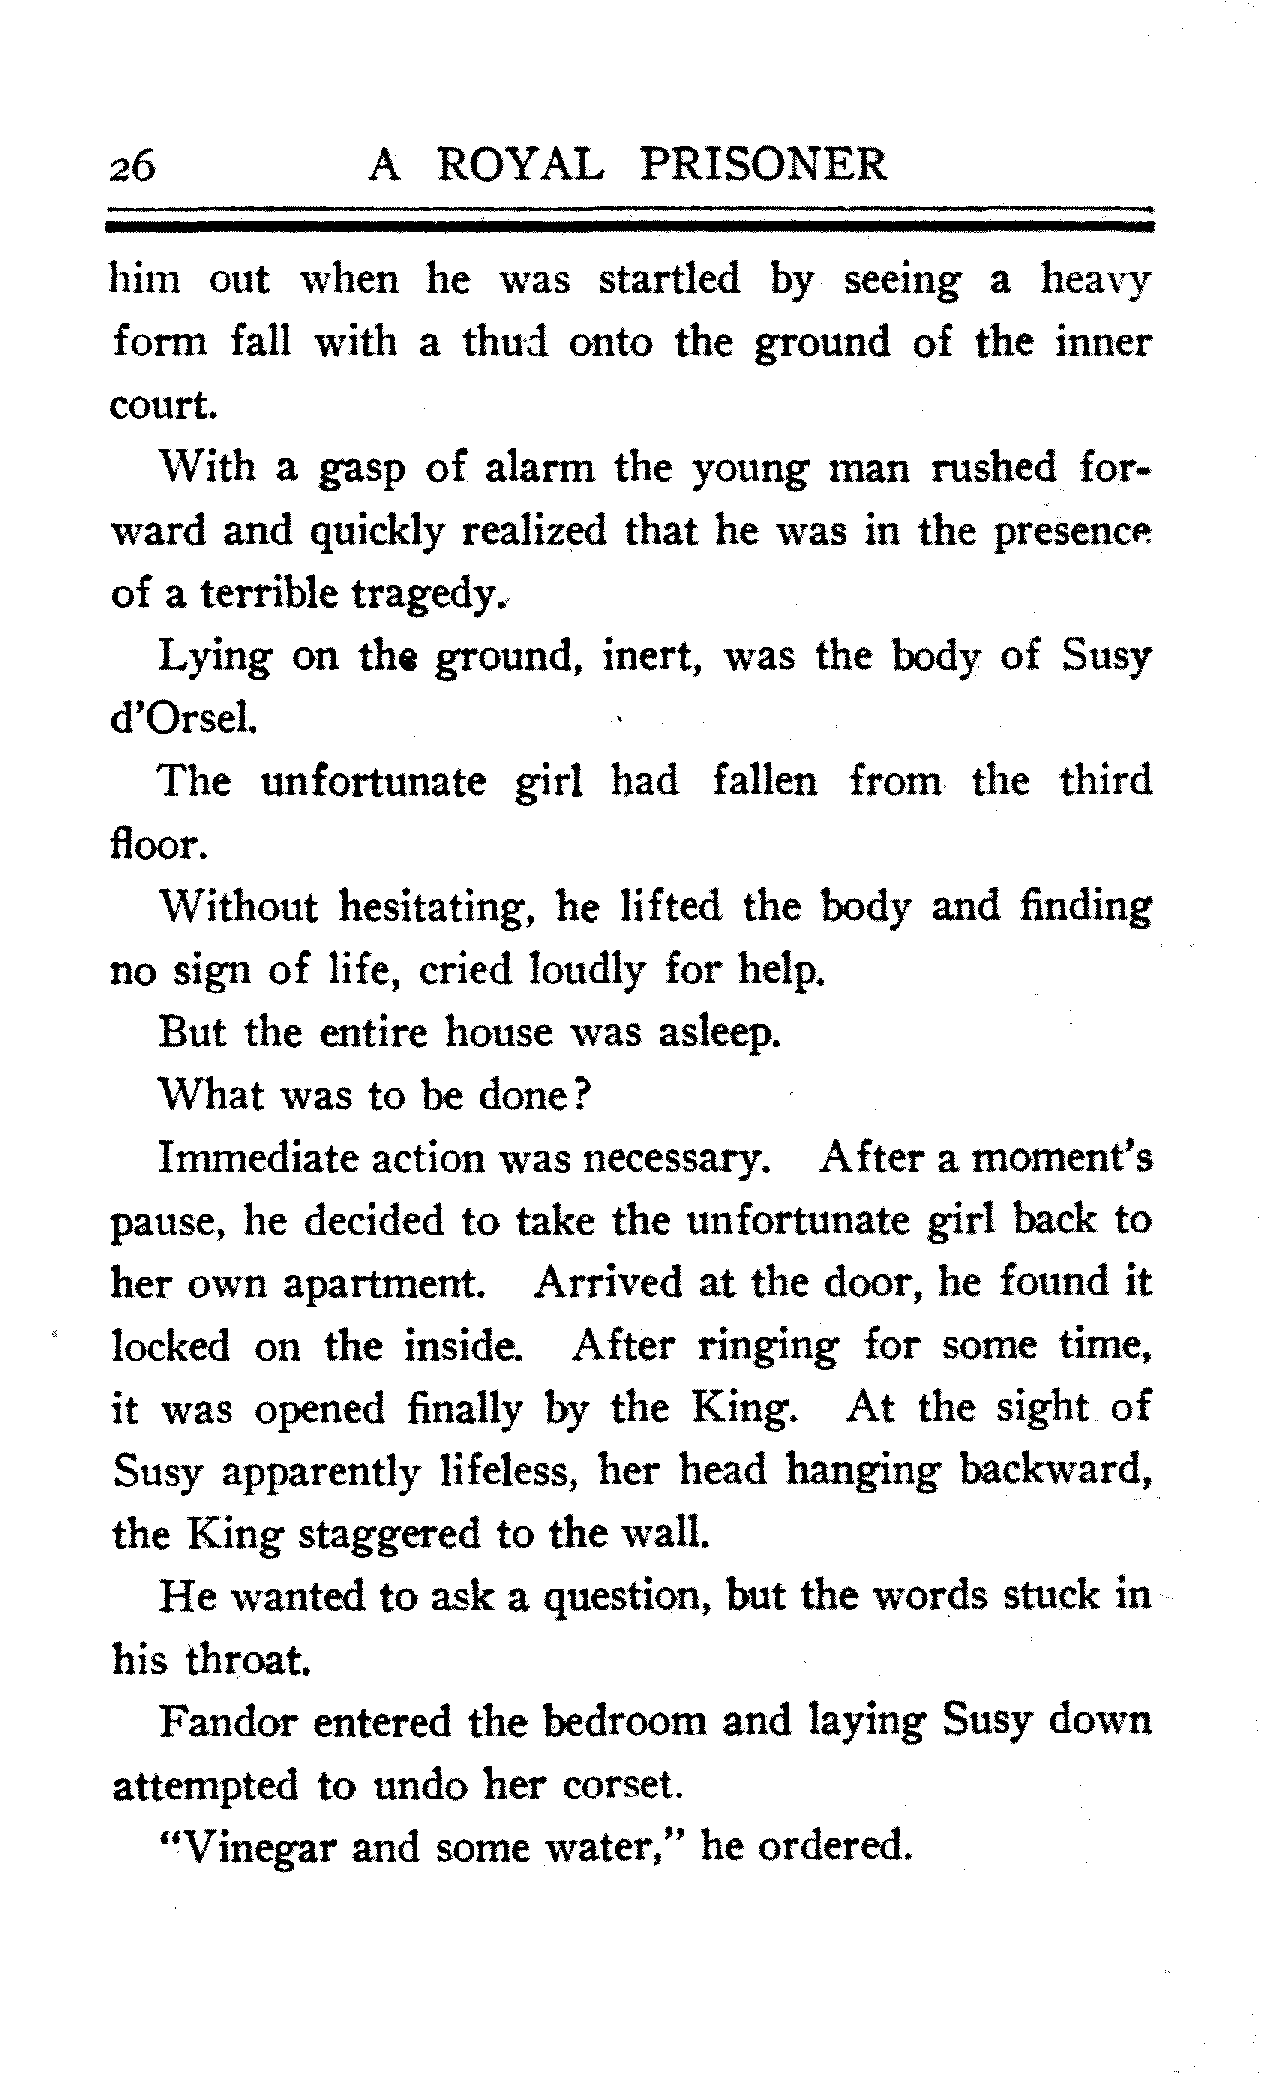 26 A ROYAL PRISONER
him out when he was startled by seeing a heavy
form fall with a thud onto the ground of the inner
court.
With a gasp of alarm the young man rushed for-
ward and quickly realized that he was in the presence
of a terrible tragedy.
Lying on the ground, inert, was the body of Susy
d'Orsel.
The unfortunate girl had fallen from the third
floor.
Without hesitating, he lifted the body and finding
no sign of life, cried loudly for help.
But the entire house was asleep.
What was to be done?
Immediate action was necessary. After a moment's
pause, he decided to take the unfortunate girl back to
her own apartment. Arrived at the door, he found it
locked on the inside. After ringing for some time,
it was opened finally by the King. At the sight of
Susy apparently lifeless, her head hanging backward,
the King staggered to the wall.
He wanted to ask a question, but the words stuck in
his throat.
Fandor entered the bedroom and laying Susy down
attempted to undo her corset.
"Vinegar and some water," he ordered.